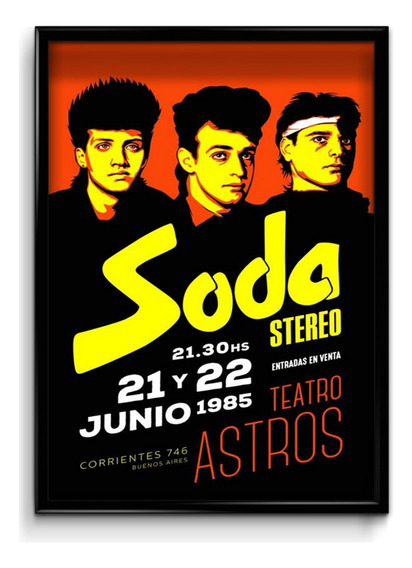 Soda
STEREO
21.30HS
ENTRADAS EN VENTA
21 Y 22
JUNIO 1985
TEATRO
ASTROS
CORRIENTES 746
BUENOS AIRES